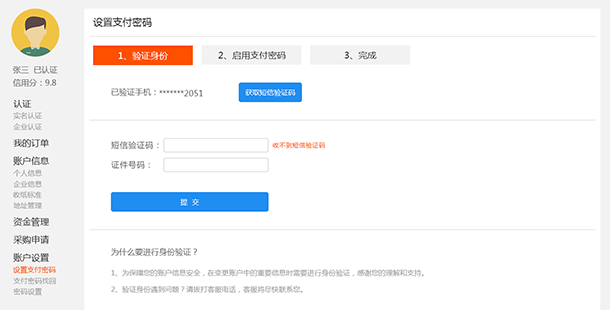 张三 已认证
信用分：9.8
认证
实名认证
企业认证
我的订单
账户信息
个人信息
企业信息
收纸标准
地址管理
资金管理
采购申请
账户设置
设置支付密码
支付密码找回
密码设置
设置支付密码
1、验证身份
2、启用支付密码
3、完成
已验证手机：*******2051
获取短信验证码
短信验证码：
收不到短信验证码
证件号码：
提 交
为什么要进行身份验证？
1、为保障您的账户信息安全，在变更账户中的重要信息时需要进行身份验证，感谢您的理解和支持。
2、验证身份遇到问题？请拨打客服电话，客服将尽快联系您。